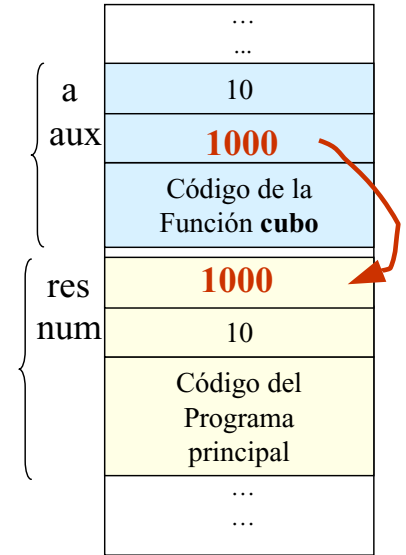 …
...
a
10
aux
1000
Código de la
Función cubo
res
1000
num
10
Código del
Programa
principal
…
…